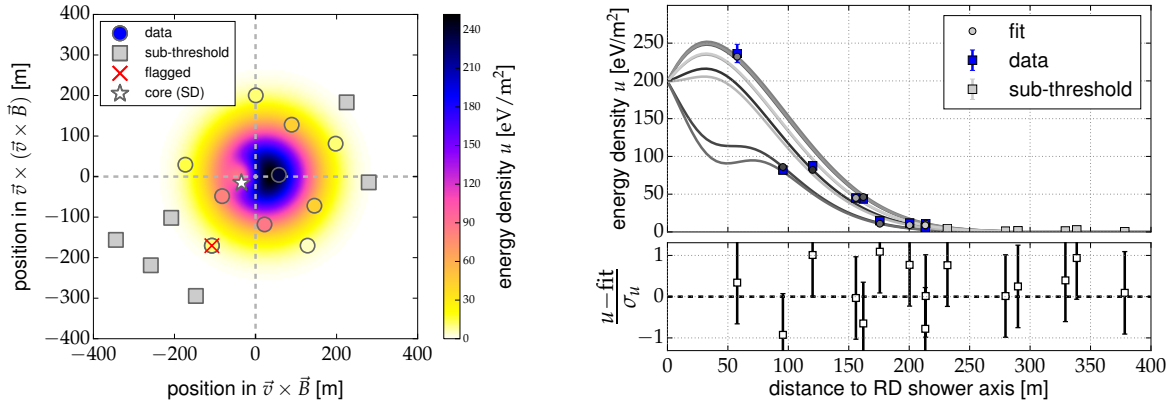 400
300
200
100
0
−100
−200
−300
−400
−400
−200
0
200
400
position in v⃗ × (v⃗ × B⃗) [m]
position in v⃗ × B⃗ [m]
data
sub-threshold
flagged
core (SD)
240
210
180
150
120
90
60
30
0
energy density u [eV/m²]
250
200
150
100
50
0
energy density u [eV/m²]
fit
data
sub-threshold
1
0
−1
u−fit
σᵤ
0
50
100
150
200
250
300
350
400
distance to RD shower axis [m]